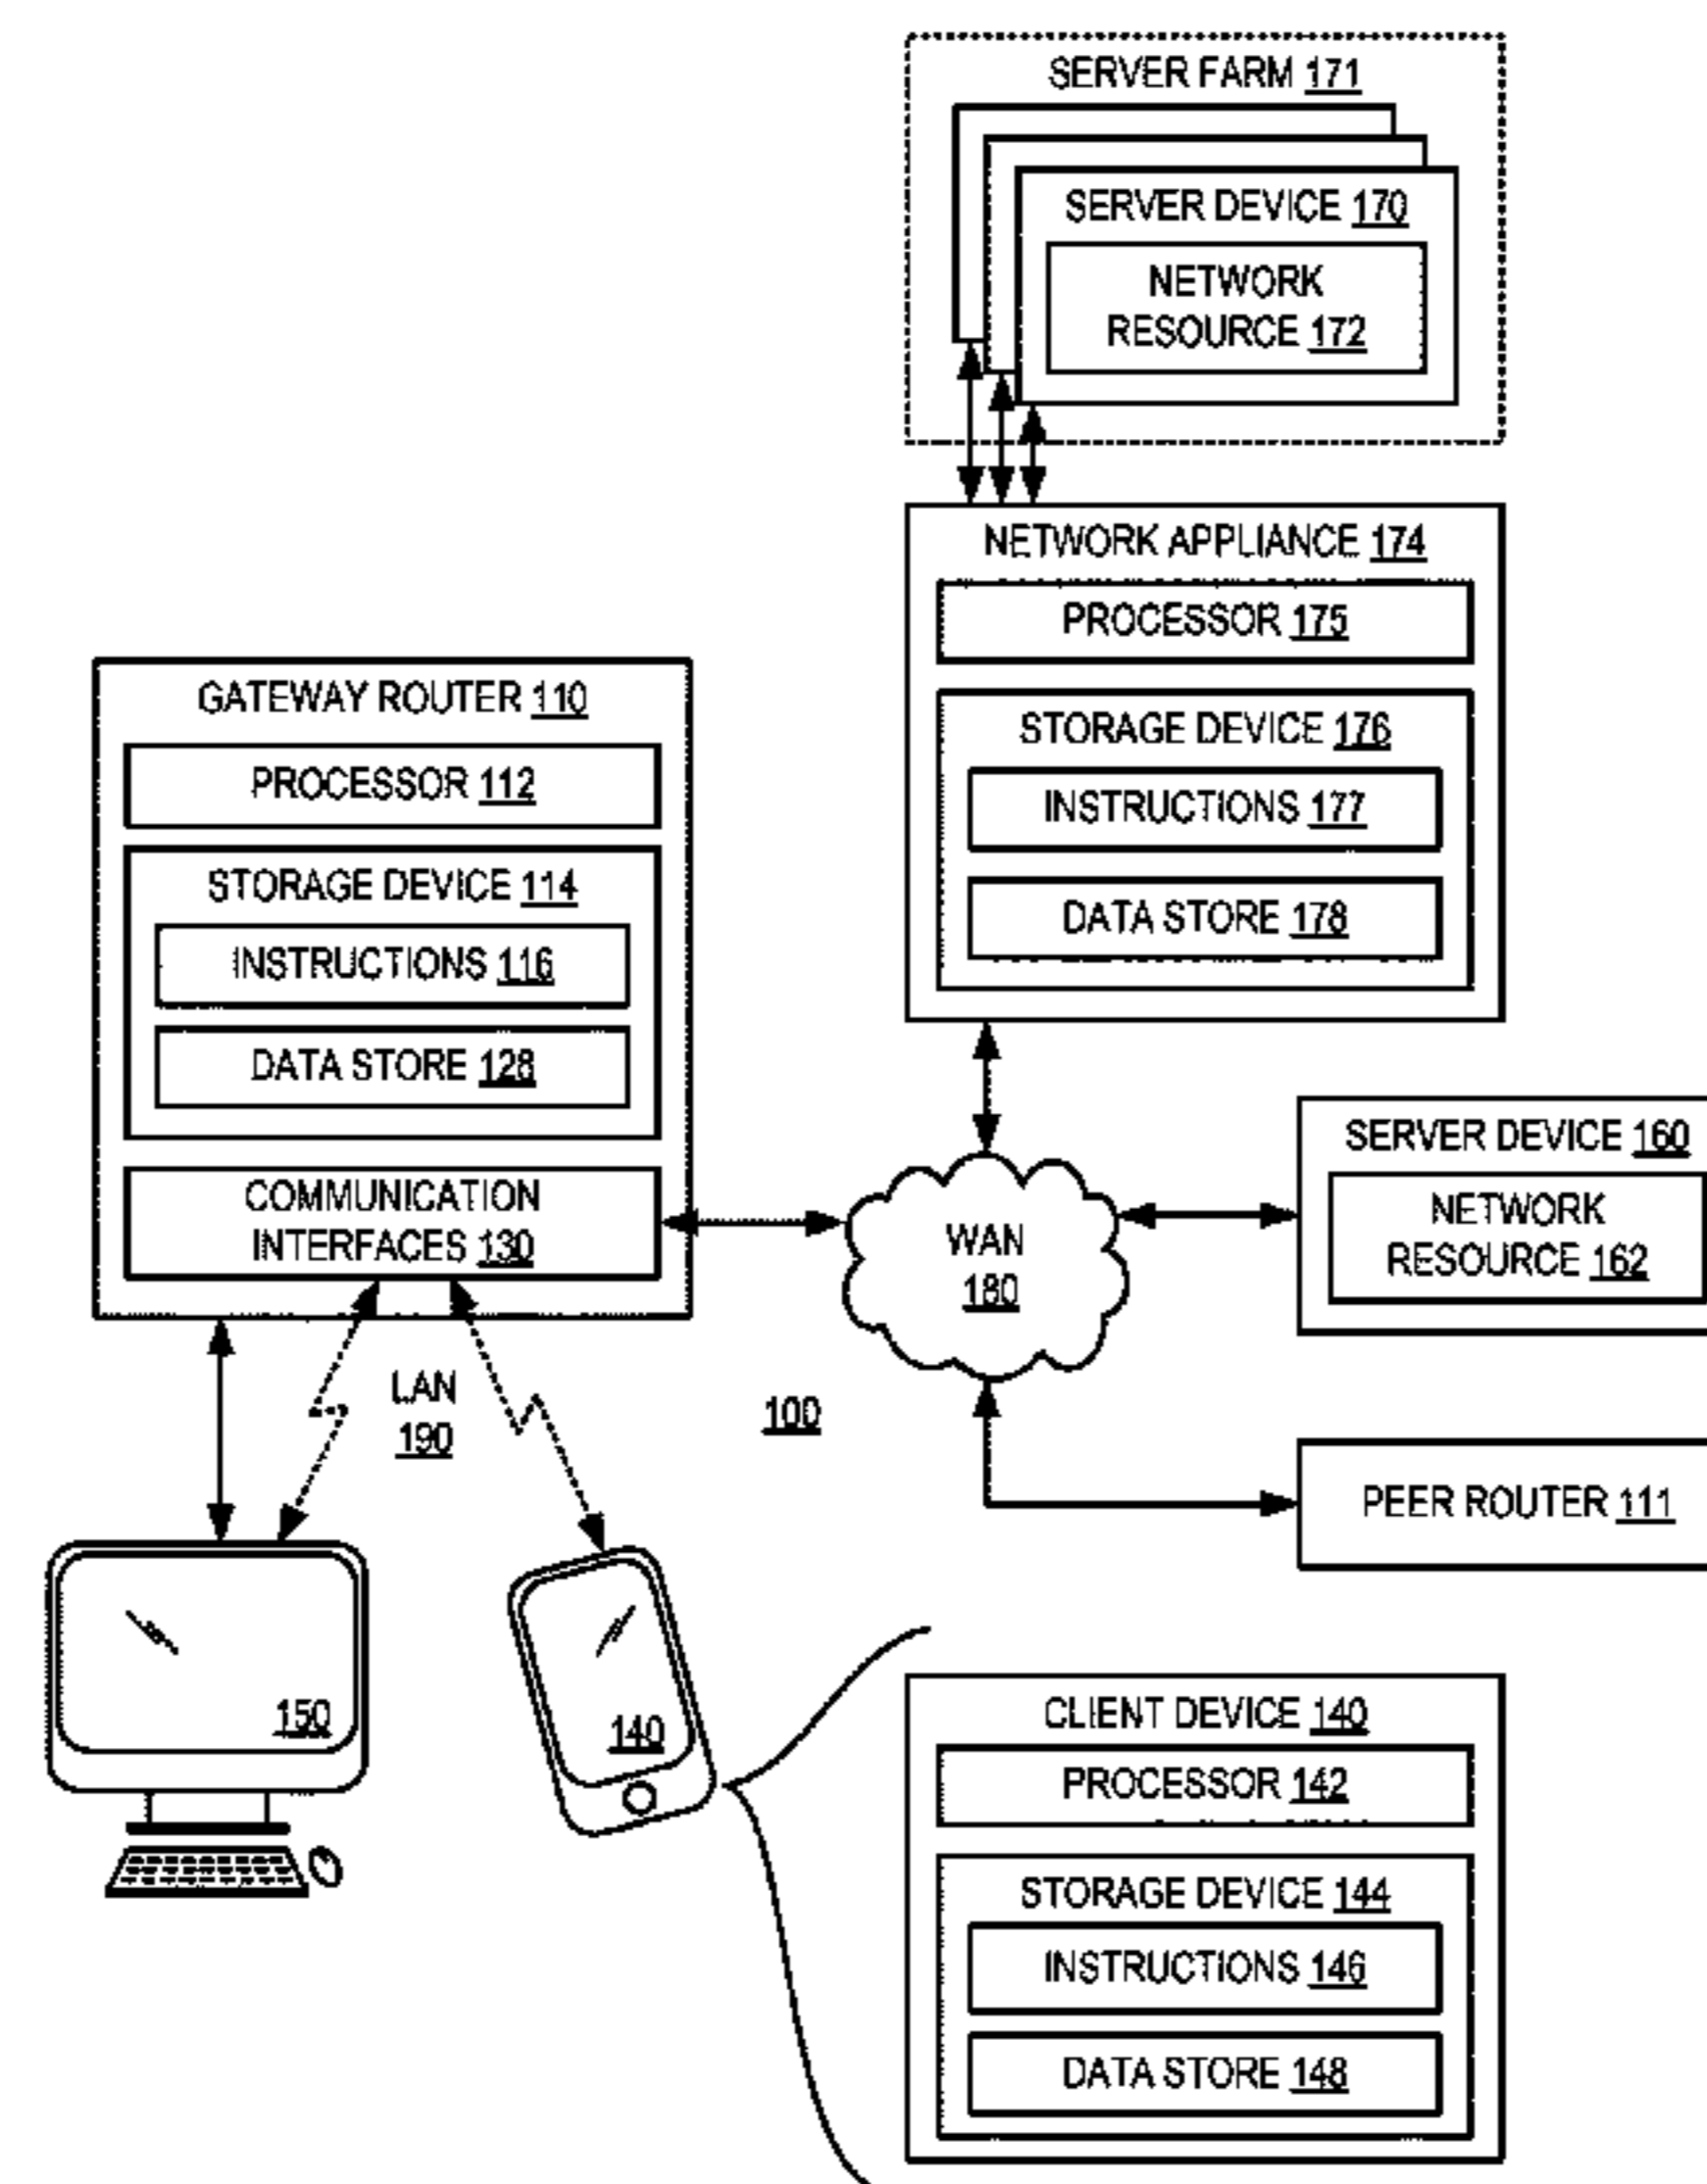 SERVER FARM 171
SERVER DEVICE 170
NETWORK
RESOURCE 172
NETWORK APPLIANCE 174
PROCESSOR 175
STORAGE DEVICE 176
INSTRUCTIONS 177
DATA STORE 178
GATEWAY ROUTER 110
PROCESSOR 112
STORAGE DEVICE 114
INSTRUCTIONS 116
DATA STORE 128
COMMUNICATION
INTERFACES 130
WAN
180
SERVER DEVICE 160
NETWORK
RESOURCE 162
LAN
190
100
PEER ROUTER 111
150
140
CLIENT DEVICE 140
PROCESSOR 142
STORAGE DEVICE 144
INSTRUCTIONS 146
DATA STORE 148